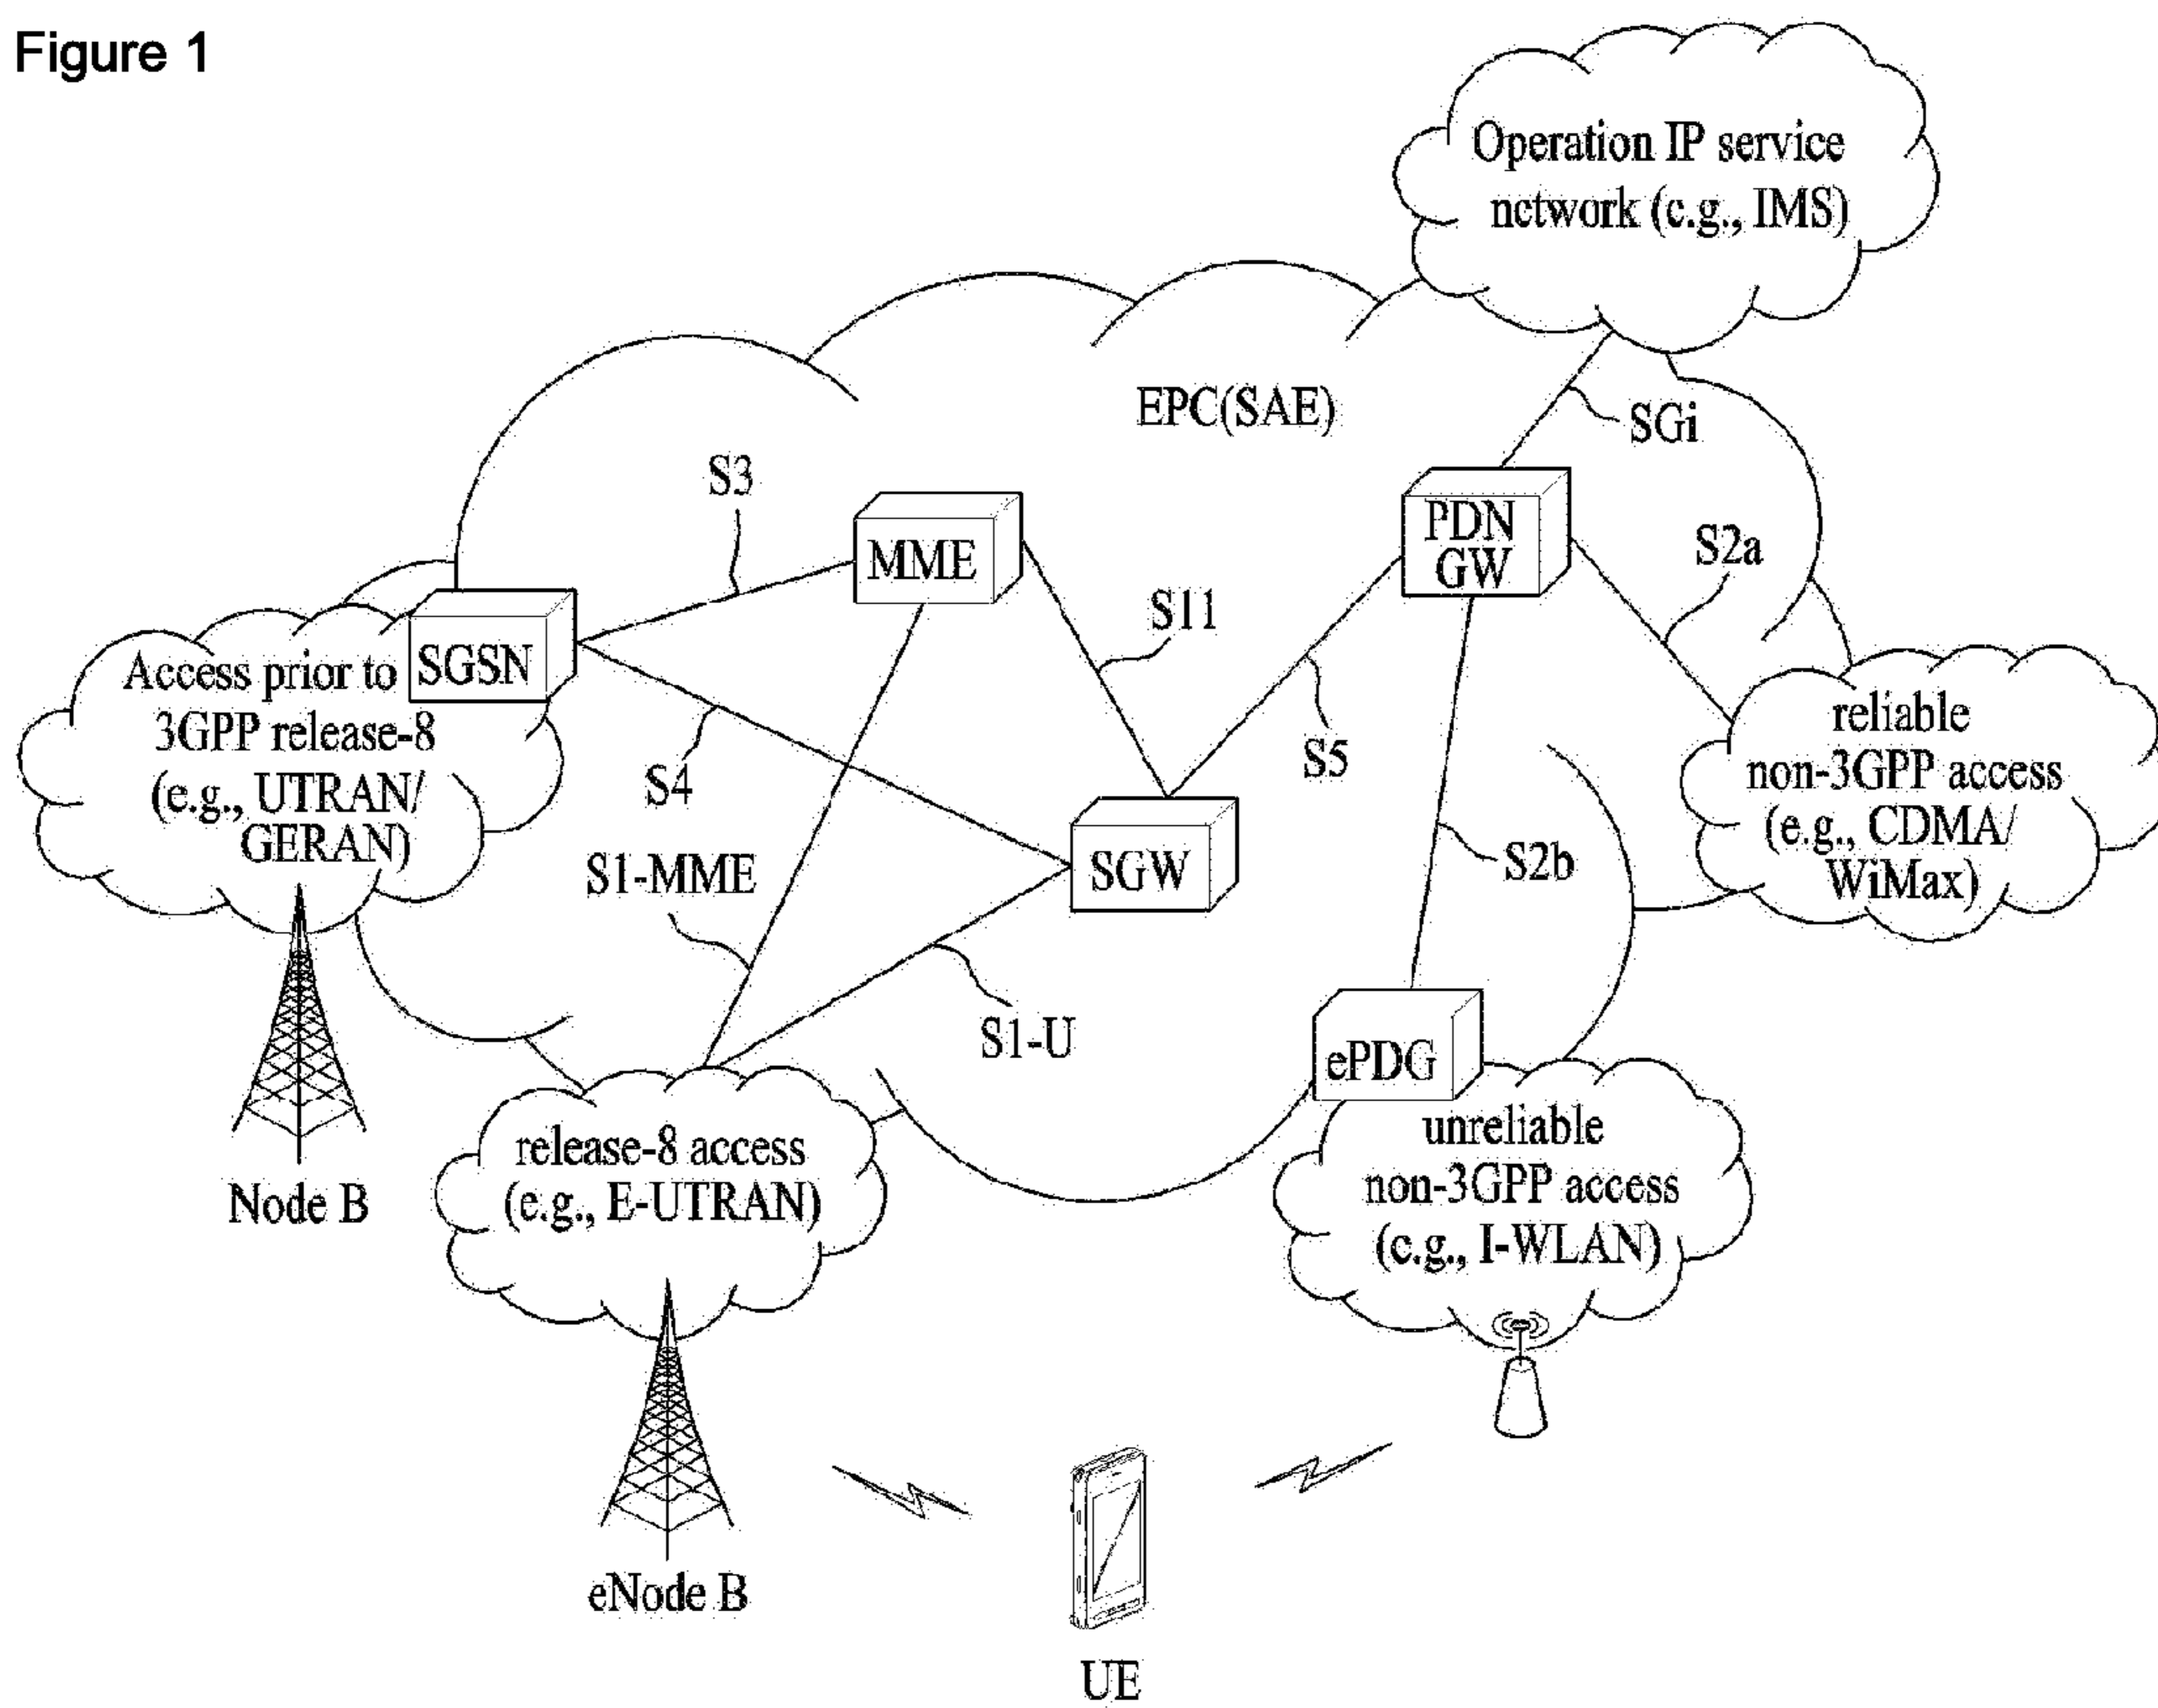 Figure 1
Operation IP service
network (e.g., IMS)
EPC(SAE)
SGi
S3
MME
PDN
GW
S2a
S11
SGSN
Access prior to
3GPP release-8
(e.g., UTRAN/
GERAN)
S4
S5
reliable
non-3GPP access
(e.g., CDMA/
WiMax)
S1-MME
SGW
S2b
S1-U
ePDG
unreliable
non-3GPP access
(e.g., I-WLAN)
release-8 access
(e.g., E-UTRAN)
Node B
eNode B
UE